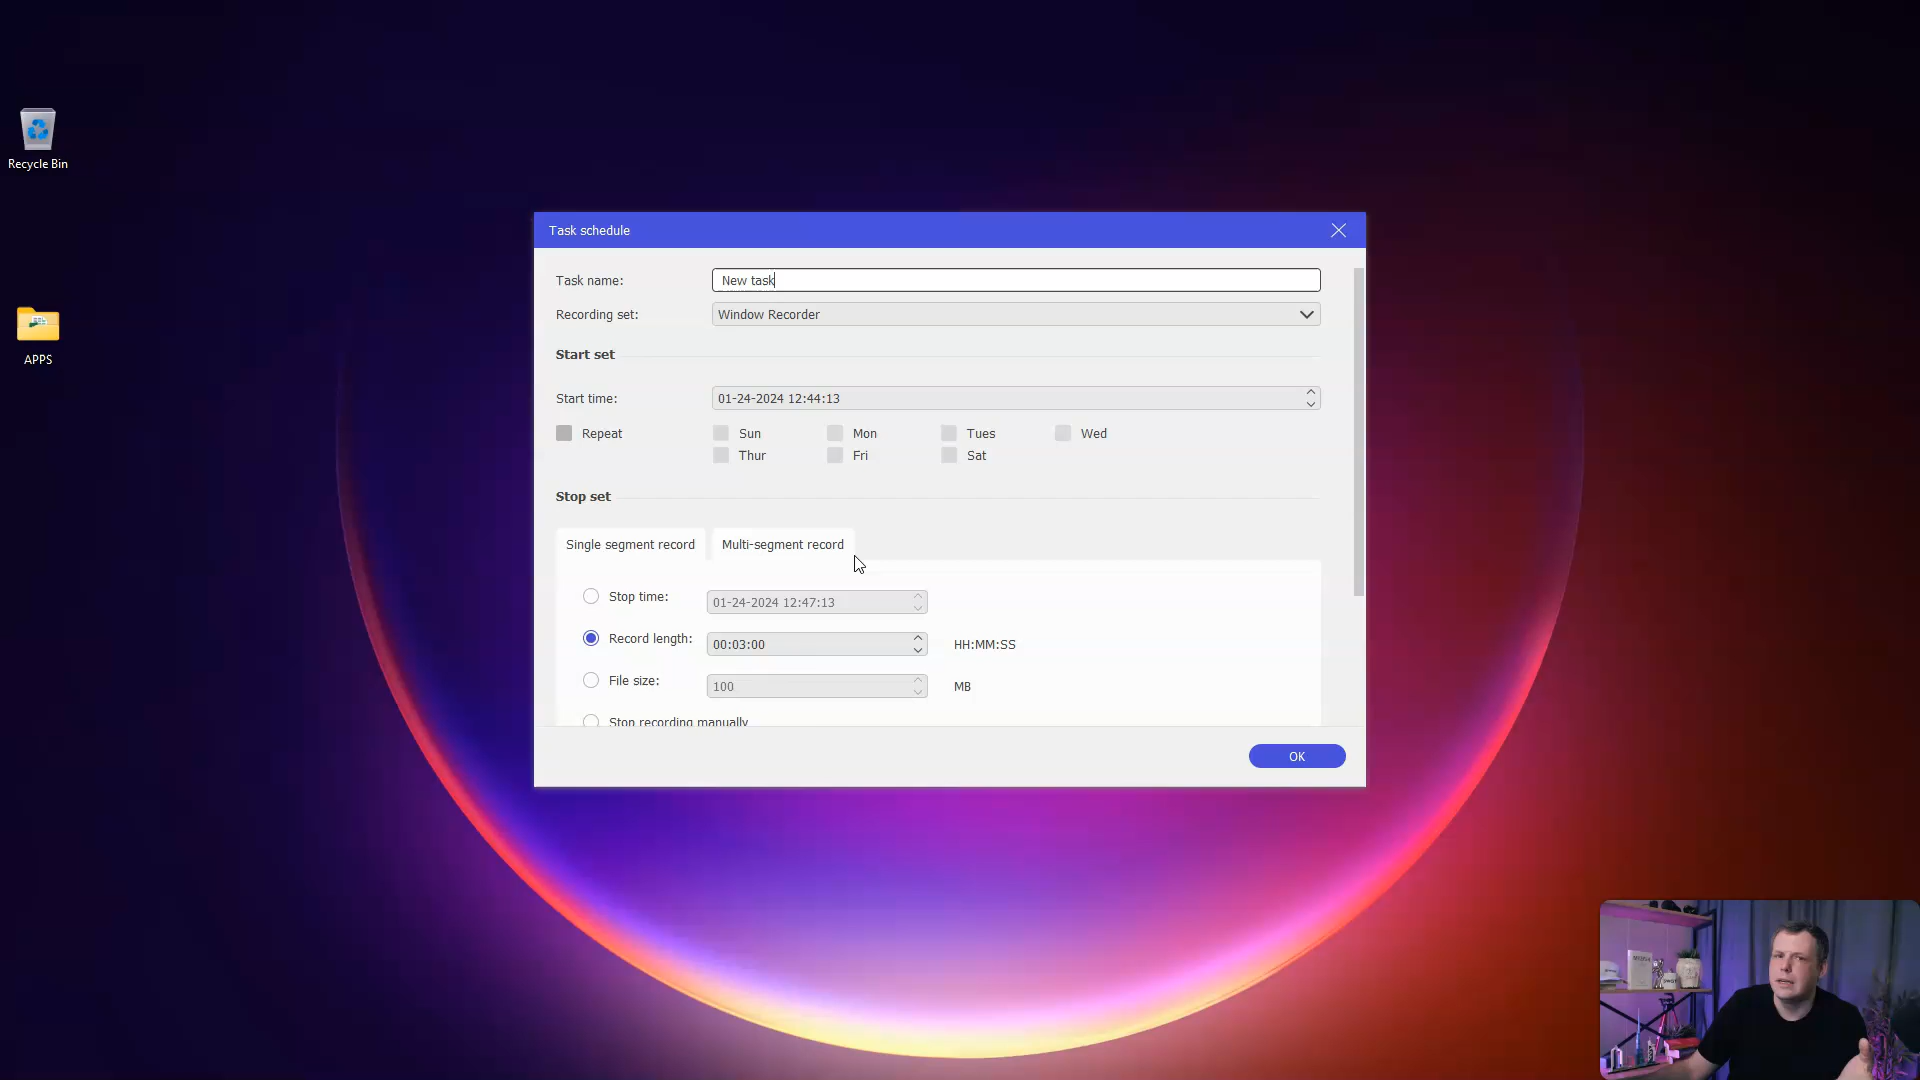 Recycle Bin
APPS
Task schedule
Task name: New task
Recording set: Window Recorder
Start set
Start time: 01-24-2024 12:44:13
Repeat Sun Mon Tues Wed
Thur Fri Sat
Stop set
Single segment record Multi-segment record
Stop time: 01-24-2024 12:47:13
Record length: 00:03:00 HH:MM:SS
File size: 100 MB
Stop recording manually
OK